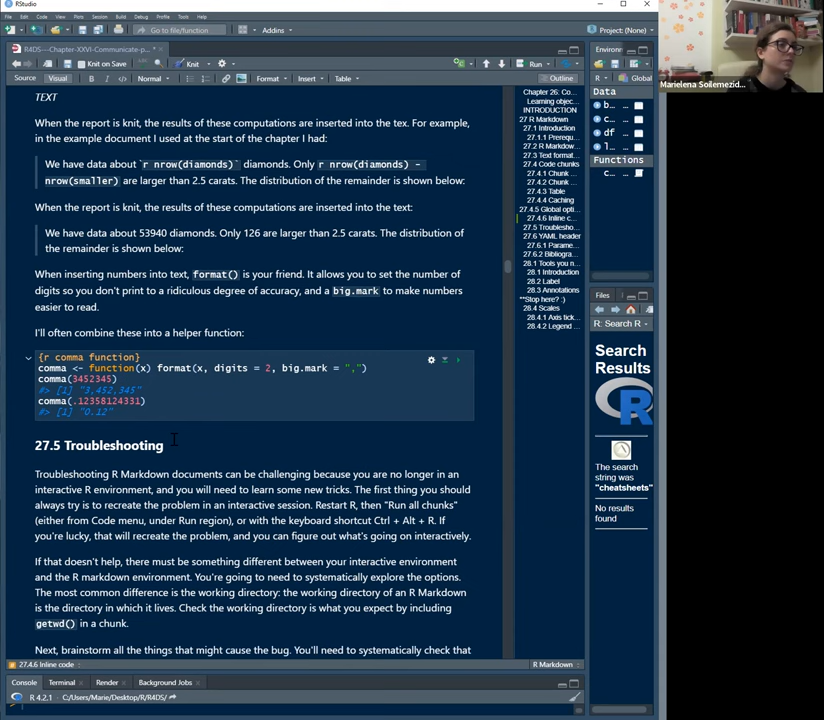 RStudio
File Edit Code View Plots Session Build Debug Profile Tools Help
Go to file/function
Addins
Project: (None)
R4DS---Chapter-XXVI-Communicate-p...
Knit on Save
Knit
Run
Source Visual
B I
Normal
Format
Insert
Table
Outline
TEXT
When the report is knit, the results of these computations are inserted into the tex. For example,
in the example document I used at the start of the chapter I had:
We have data about `r nrow(diamonds)` diamonds. Only r nrow(diamonds) -
nrow(smaller) are larger than 2.5 carats. The distribution of the remainder is shown below:
When the report is knit, the results of these computations are inserted into the text:
We have data about 53940 diamonds. Only 126 are larger than 2.5 carats. The distribution of
the remainder is shown below:
When inserting numbers into text, format() is your friend. It allows you to set the number of
digits so you don't print to a ridiculous degree of accuracy, and a big.mark to make numbers
easier to read.
I'll often combine these into a helper function:
{r comma function}
comma <- function(x) format(x, digits = 2, big.mark = ",")
comma(3452345)
#> [1] "3,452,345"
comma(.12358124331)
#> [1] "0.12"
27.5 Troubleshooting
Troubleshooting R Markdown documents can be challenging because you are no longer in an
interactive R environment, and you will need to learn some new tricks. The first thing you should
always try is to recreate the problem in an interactive session. Restart R, then "Run all chunks"
(either from Code menu, under Run region), or with the keyboard shortcut Ctrl + Alt + R. If
you're lucky, that will recreate the problem, and you can figure out what's going on interactively.
If that doesn't help, there must be something different between your interactive environment
and the R markdown environment. You're going to need to systematically explore the options.
The most common difference is the working directory: the working directory of an R Markdown
is the directory in which it lives. Check the working directory is what you expect by including
getwd() in a chunk.
Next, brainstorm all the things that might cause the bug. You'll need to systematically check that
27.4.6 Inline code
R Markdown
Console Terminal Render Background Jobs
R 4.2.1 · C:/Users/Marie/Desktop/R/R4DS/
Chapter 26: Co...
Learning objec...
INTRODUCTION
27 R Markdown
27.1 Introduction
27.1.1 Prerequ...
27.2 R Markdow...
27.3 Text format...
27.4 Code chunks
27.4.1 Chunk ...
27.4.2 Chunk ...
27.4.3 Table
27.4.4 Caching
27.4.5 Global opti...
27.4.6 Inline c...
27.5 Troublesho...
27.6 YAML header
27.6.1 Parame...
27.6.2 Bibliogra...
28.1 Tools you n...
28.1 Introduction
28.2 Label
28.3 Annotations
**Stop here? :)
28.4 Scales
28.4.1 Axis tick...
28.4.2 Legend ...
Environ
R Global
Data
b... ...
c... ...
df ...
l... ...
Functions
c... ...
Files
R: Search R
Search
Results
The search
string was
"cheatsheets"
No results
found
Marielena Soilemezid...